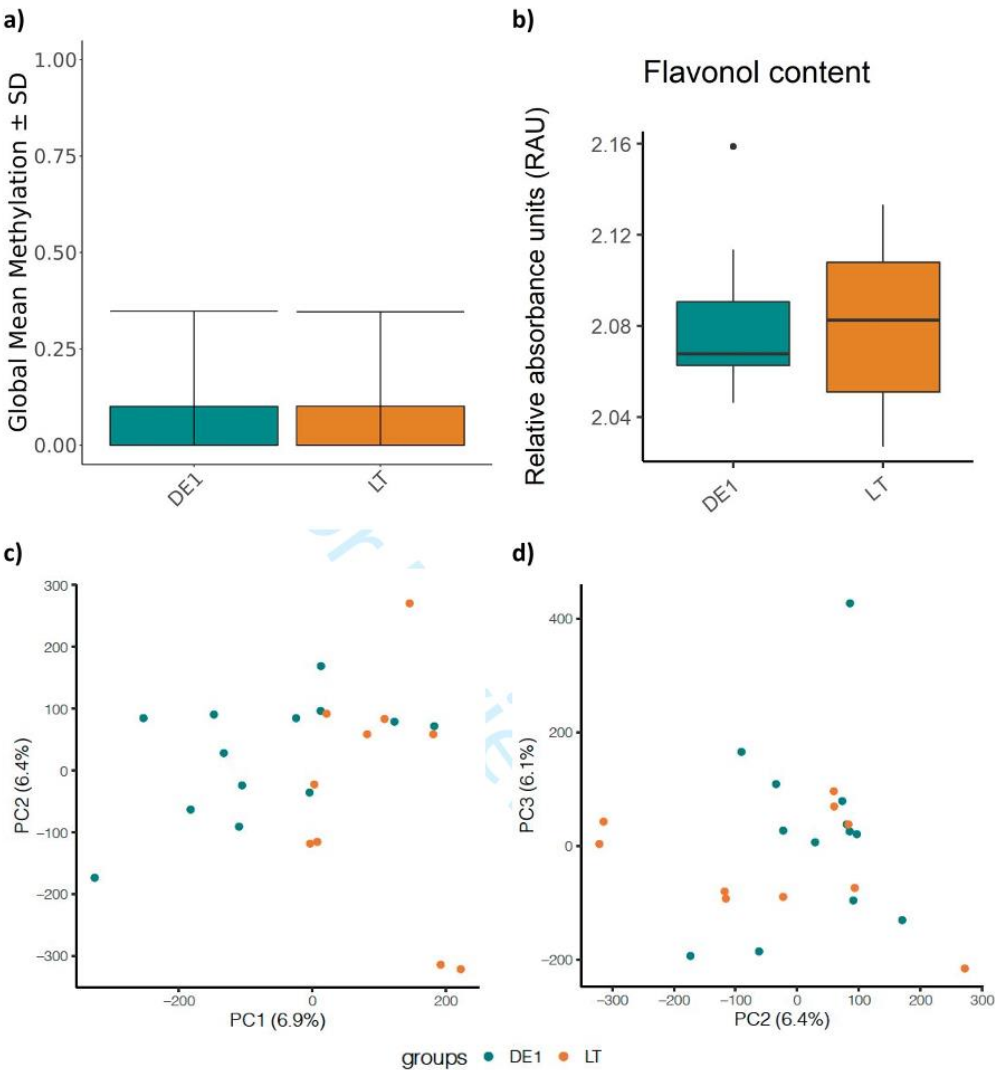 a)
Global Mean Methylation ± SD
1.00
0.75
0.50
0.25
0.00
DE1
LT
b)
Flavonol content
Relative absorbance units (RAU)
2.16
2.12
2.08
2.04
DE1
LT
c)
PC2 (6.4%)
300
200
100
0
−100
−200
−300
−200
0
200
PC1 (6.9%)
d)
PC3 (6.1%)
400
200
0
−200
−300
−200
−100
0
100
200
300
PC2 (6.4%)
groups DE1 LT